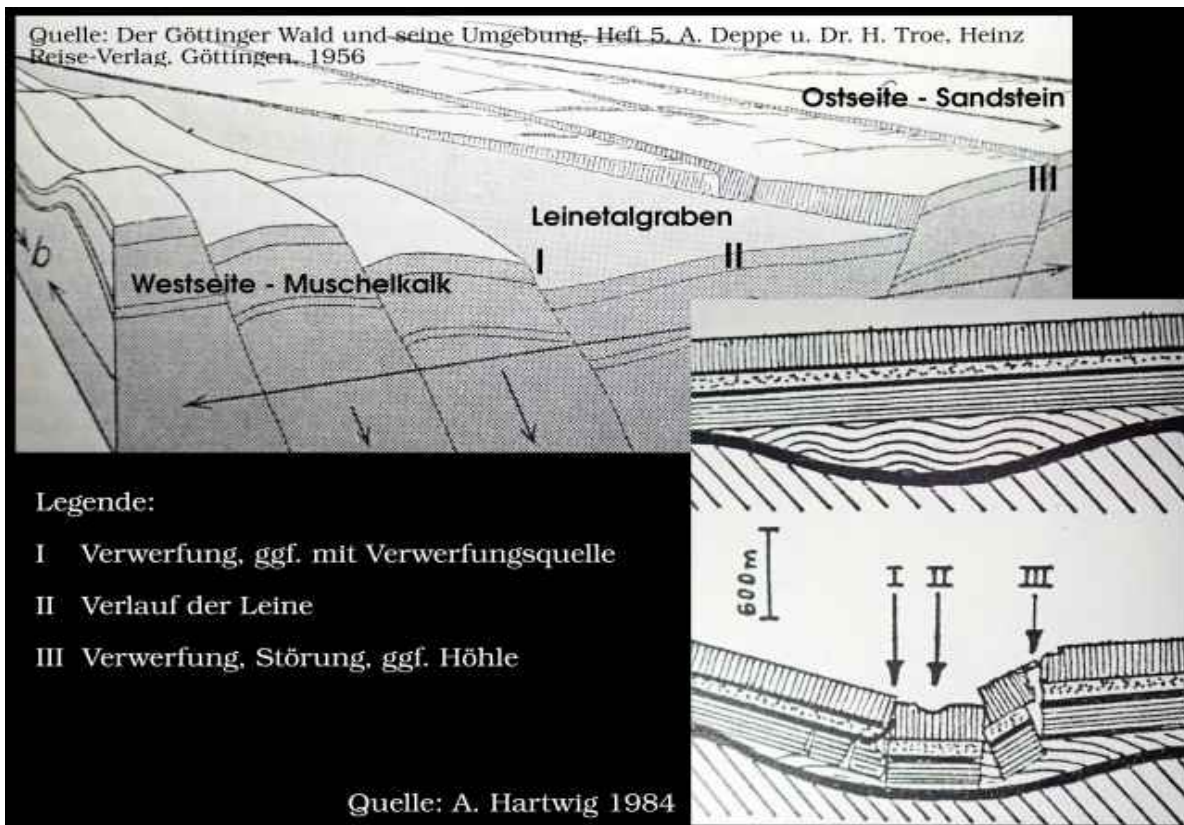 Quelle: Der Göttinger Wald und seine Umgebung, Heft 5, A. Deppe u. Dr. H. Troe, Heinz
Reise-Verlag, Göttingen, 1956
Ostseite - Sandstein
III
Leinetalgraben
I
II
b
Westseite - Muschelkalk
Legende:
I Verwerfung, ggf. mit Verwerfungsquelle
II Verlauf der Leine
III Verwerfung, Störung, ggf. Höhle
600m
I II III
Quelle: A. Hartwig 1984